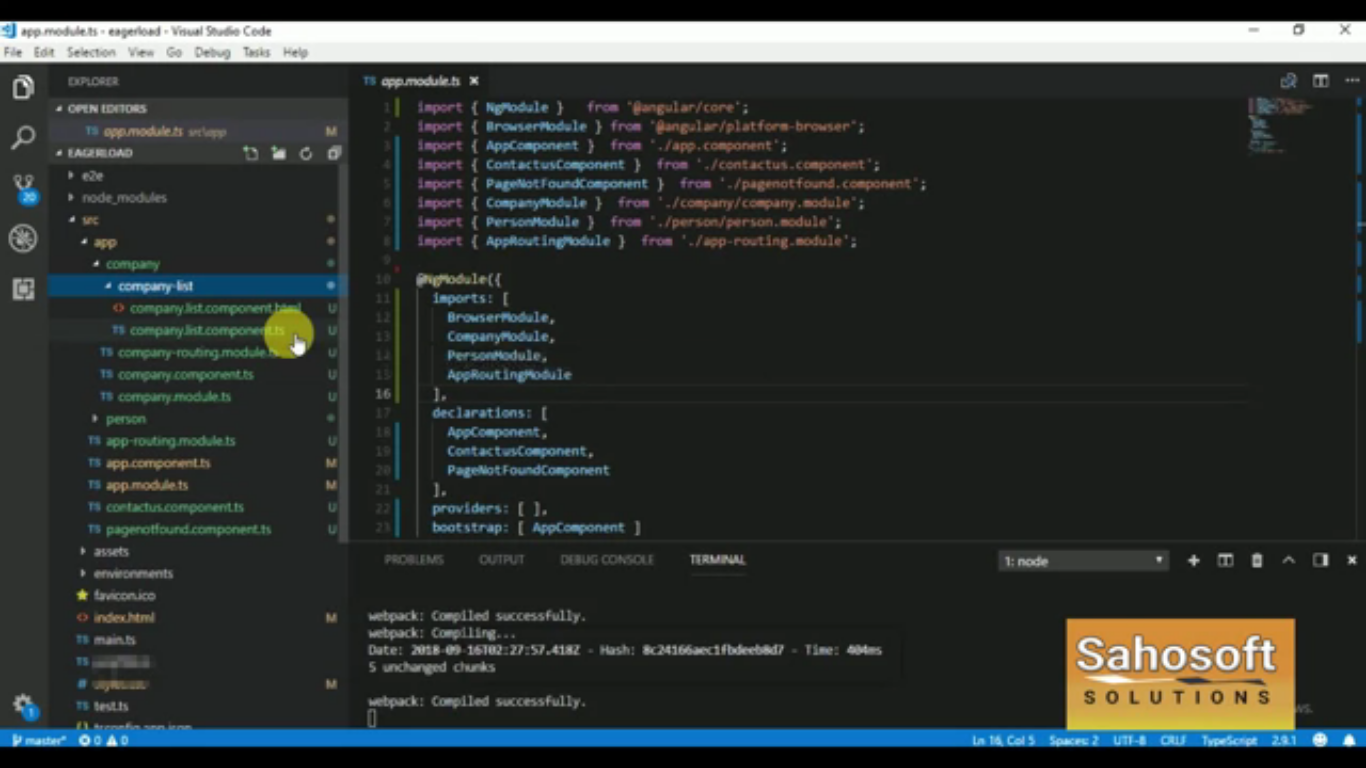 app.module.ts - eagerload - Visual Studio Code
File Edit Selection View Go Debug Tasks Help
EXPLORER
OPEN EDITORS
TS app.module.ts src\app M
EAGERLOAD
e2e
node_modules
src
app
company
company-list
<> company.list.component.html U
TS company.list.component.ts U
TS company-routing.module.ts U
TS company.component.ts U
TS company.module.ts U
person
TS app-routing.module.ts U
TS app.component.ts M
TS app.module.ts M
TS contactus.component.ts U
TS pagenotfound.component.ts U
assets
environments
favicon.ico
<> index.html M
TS main.ts
TS
# M
TS test.ts
{} tsconfig.app.json
20
1
TS app.module.ts
1 import { NgModule } from '@angular/core';
2 import { BrowserModule } from '@angular/platform-browser';
3 import { AppComponent } from './app.component';
4 import { ContactusComponent } from './contactus.component';
5 import { PageNotFoundComponent } from './pagenotfound.component';
6 import { CompanyModule } from './company/company.module';
7 import { PersonModule } from './person/person.module';
8 import { AppRoutingModule } from './app-routing.module';
9
10 @NgModule({
11 imports: [
12 BrowserModule,
13 CompanyModule,
14 PersonModule,
15 AppRoutingModule
16 ],
17 declarations: [
18 AppComponent,
19 ContactusComponent,
20 PageNotFoundComponent
21 ],
22 providers: [ ],
23 bootstrap: [ AppComponent ]
PROBLEMS OUTPUT DEBUG CONSOLE TERMINAL 1: node
webpack: Compiled successfully.
webpack: Compiling...
Date: 2018-09-16T02:27:57.418Z - Hash: 8c24166aec1fbdeeb8d7 - Time: 404ms
5 unchanged chunks
webpack: Compiled successfully.
Sahosoft
SOLUTIONS
master* 0 0 Ln 16, Col 5 Spaces: 2 UTF-8 CRLF TypeScript 2.9.1